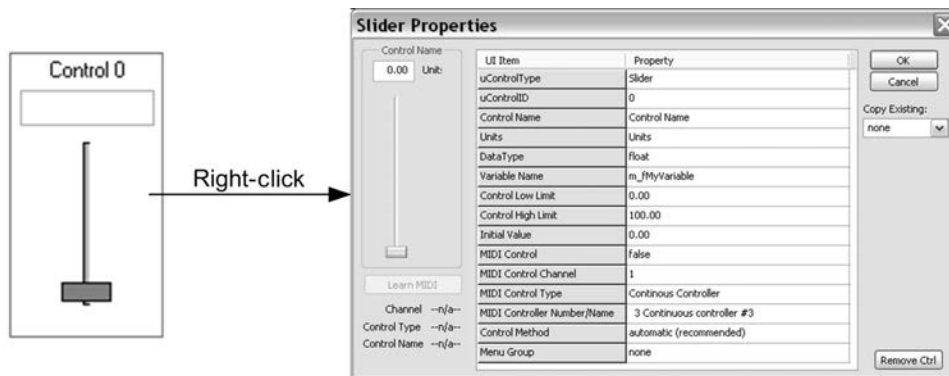 Control 0
Right-click
Slider Properties
Control Name
0.00 Unit:
Learn MIDI
Channel --n/a--
Control Type --n/a--
Control Name --n/a--
UI Item Property
uControlType Slider
uControlID 0
Control Name Control Name
Units Units
DataType float
Variable Name m_fMyVariable
Control Low Limit 0.00
Control High Limit 100.00
Initial Value 0.00
MIDI Control false
MIDI Control Channel 1
MIDI Control Type Continous Controller
MIDI Controller Number/Name 3 Continuous controller #3
Control Method automatic (recommended)
Menu Group none
OK
Cancel
Copy Existing:
none
Remove Ctrl